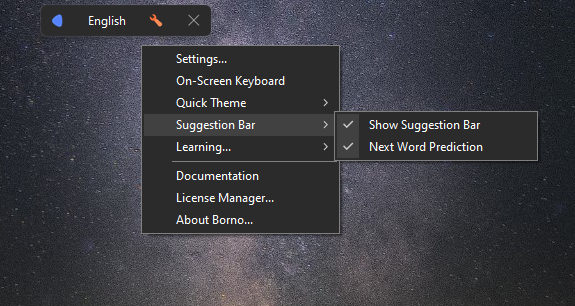 English
Settings...
On-Screen Keyboard
Quick Theme
Suggestion Bar
Show Suggestion Bar
Next Word Prediction
Learning...
Documentation
License Manager...
About Borno...